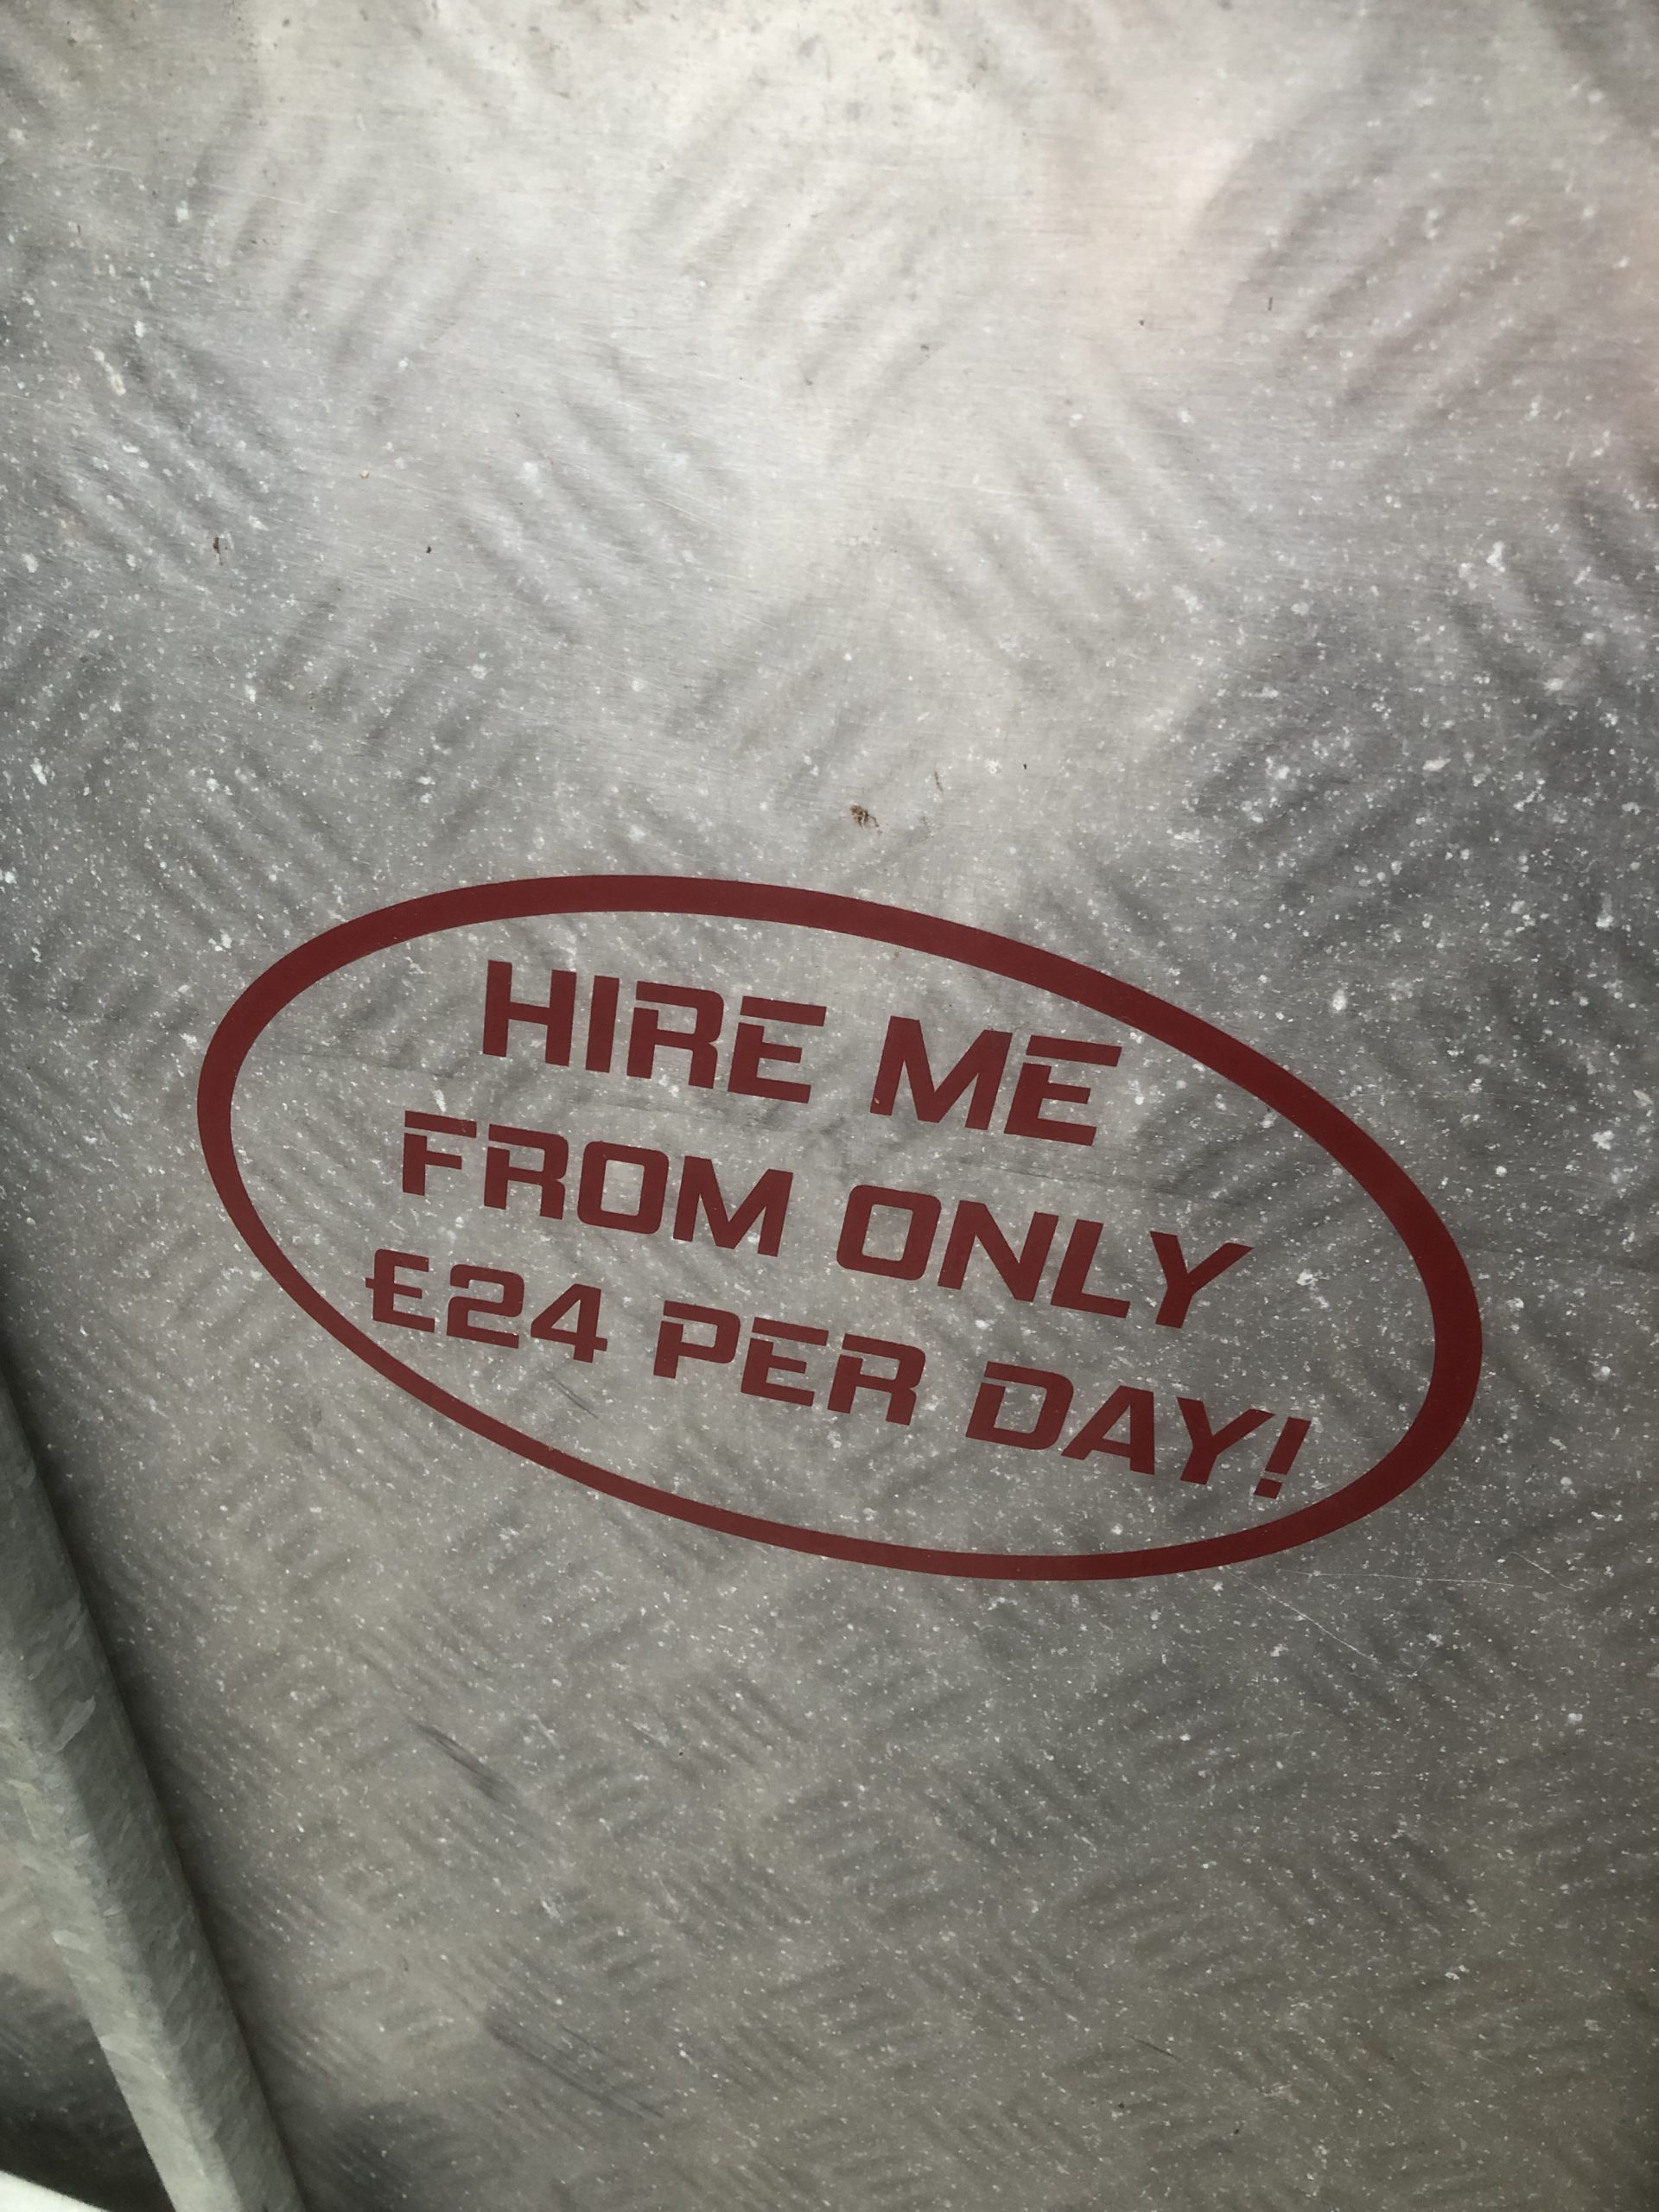 HIRE ME
FROM ONLY
£24 PER DAY!